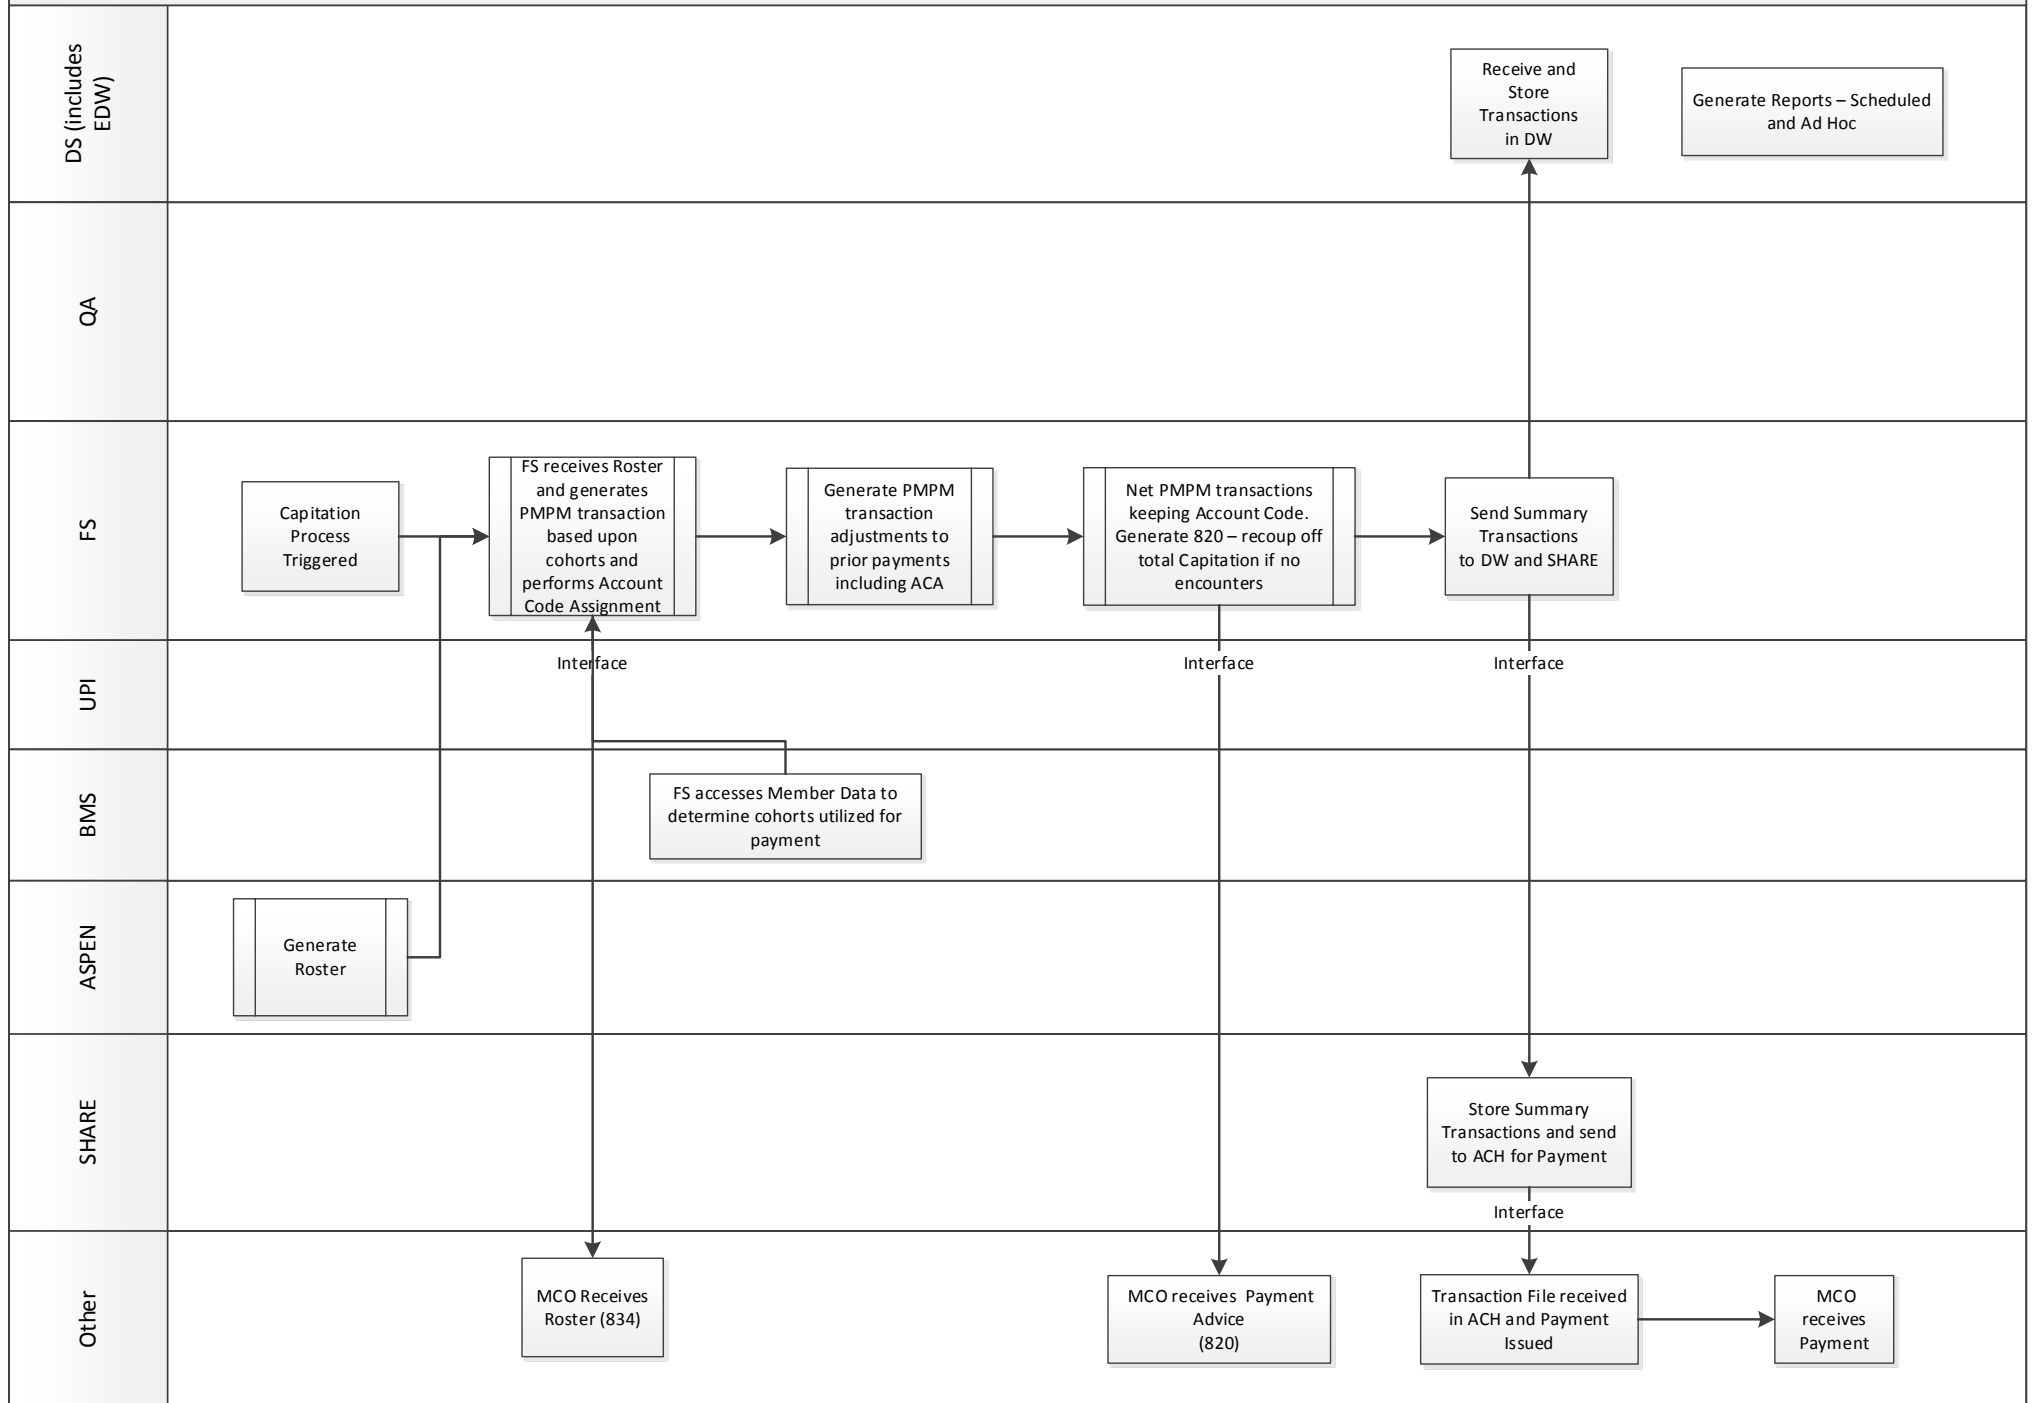 DS (includes
EDW)
Receive and
Store
Transactions
in DW
Generate Reports – Scheduled
and Ad Hoc
QA
FS
Capitation
Process
Triggered
FS receives Roster
and generates
PMPM transaction
based upon
cohorts and
performs Account
Code Assignment
Generate PMPM
transaction
adjustments to
prior payments
including ACA
Net PMPM transactions
keeping Account Code.
Generate 820 – recoup off
total Capitation if no
encounters
Send Summary
Transactions
to DW and SHARE
UPI
Interface
Interface
Interface
BMS
FS accesses Member Data to
determine cohorts utilized for
payment
ASPEN
Generate
Roster
SHARE
Store Summary
Transactions and send
to ACH for Payment
Interface
Other
MCO Receives
Roster (834)
MCO receives Payment
Advice
(820)
Transaction File received
in ACH and Payment
Issued
MCO
receives
Payment